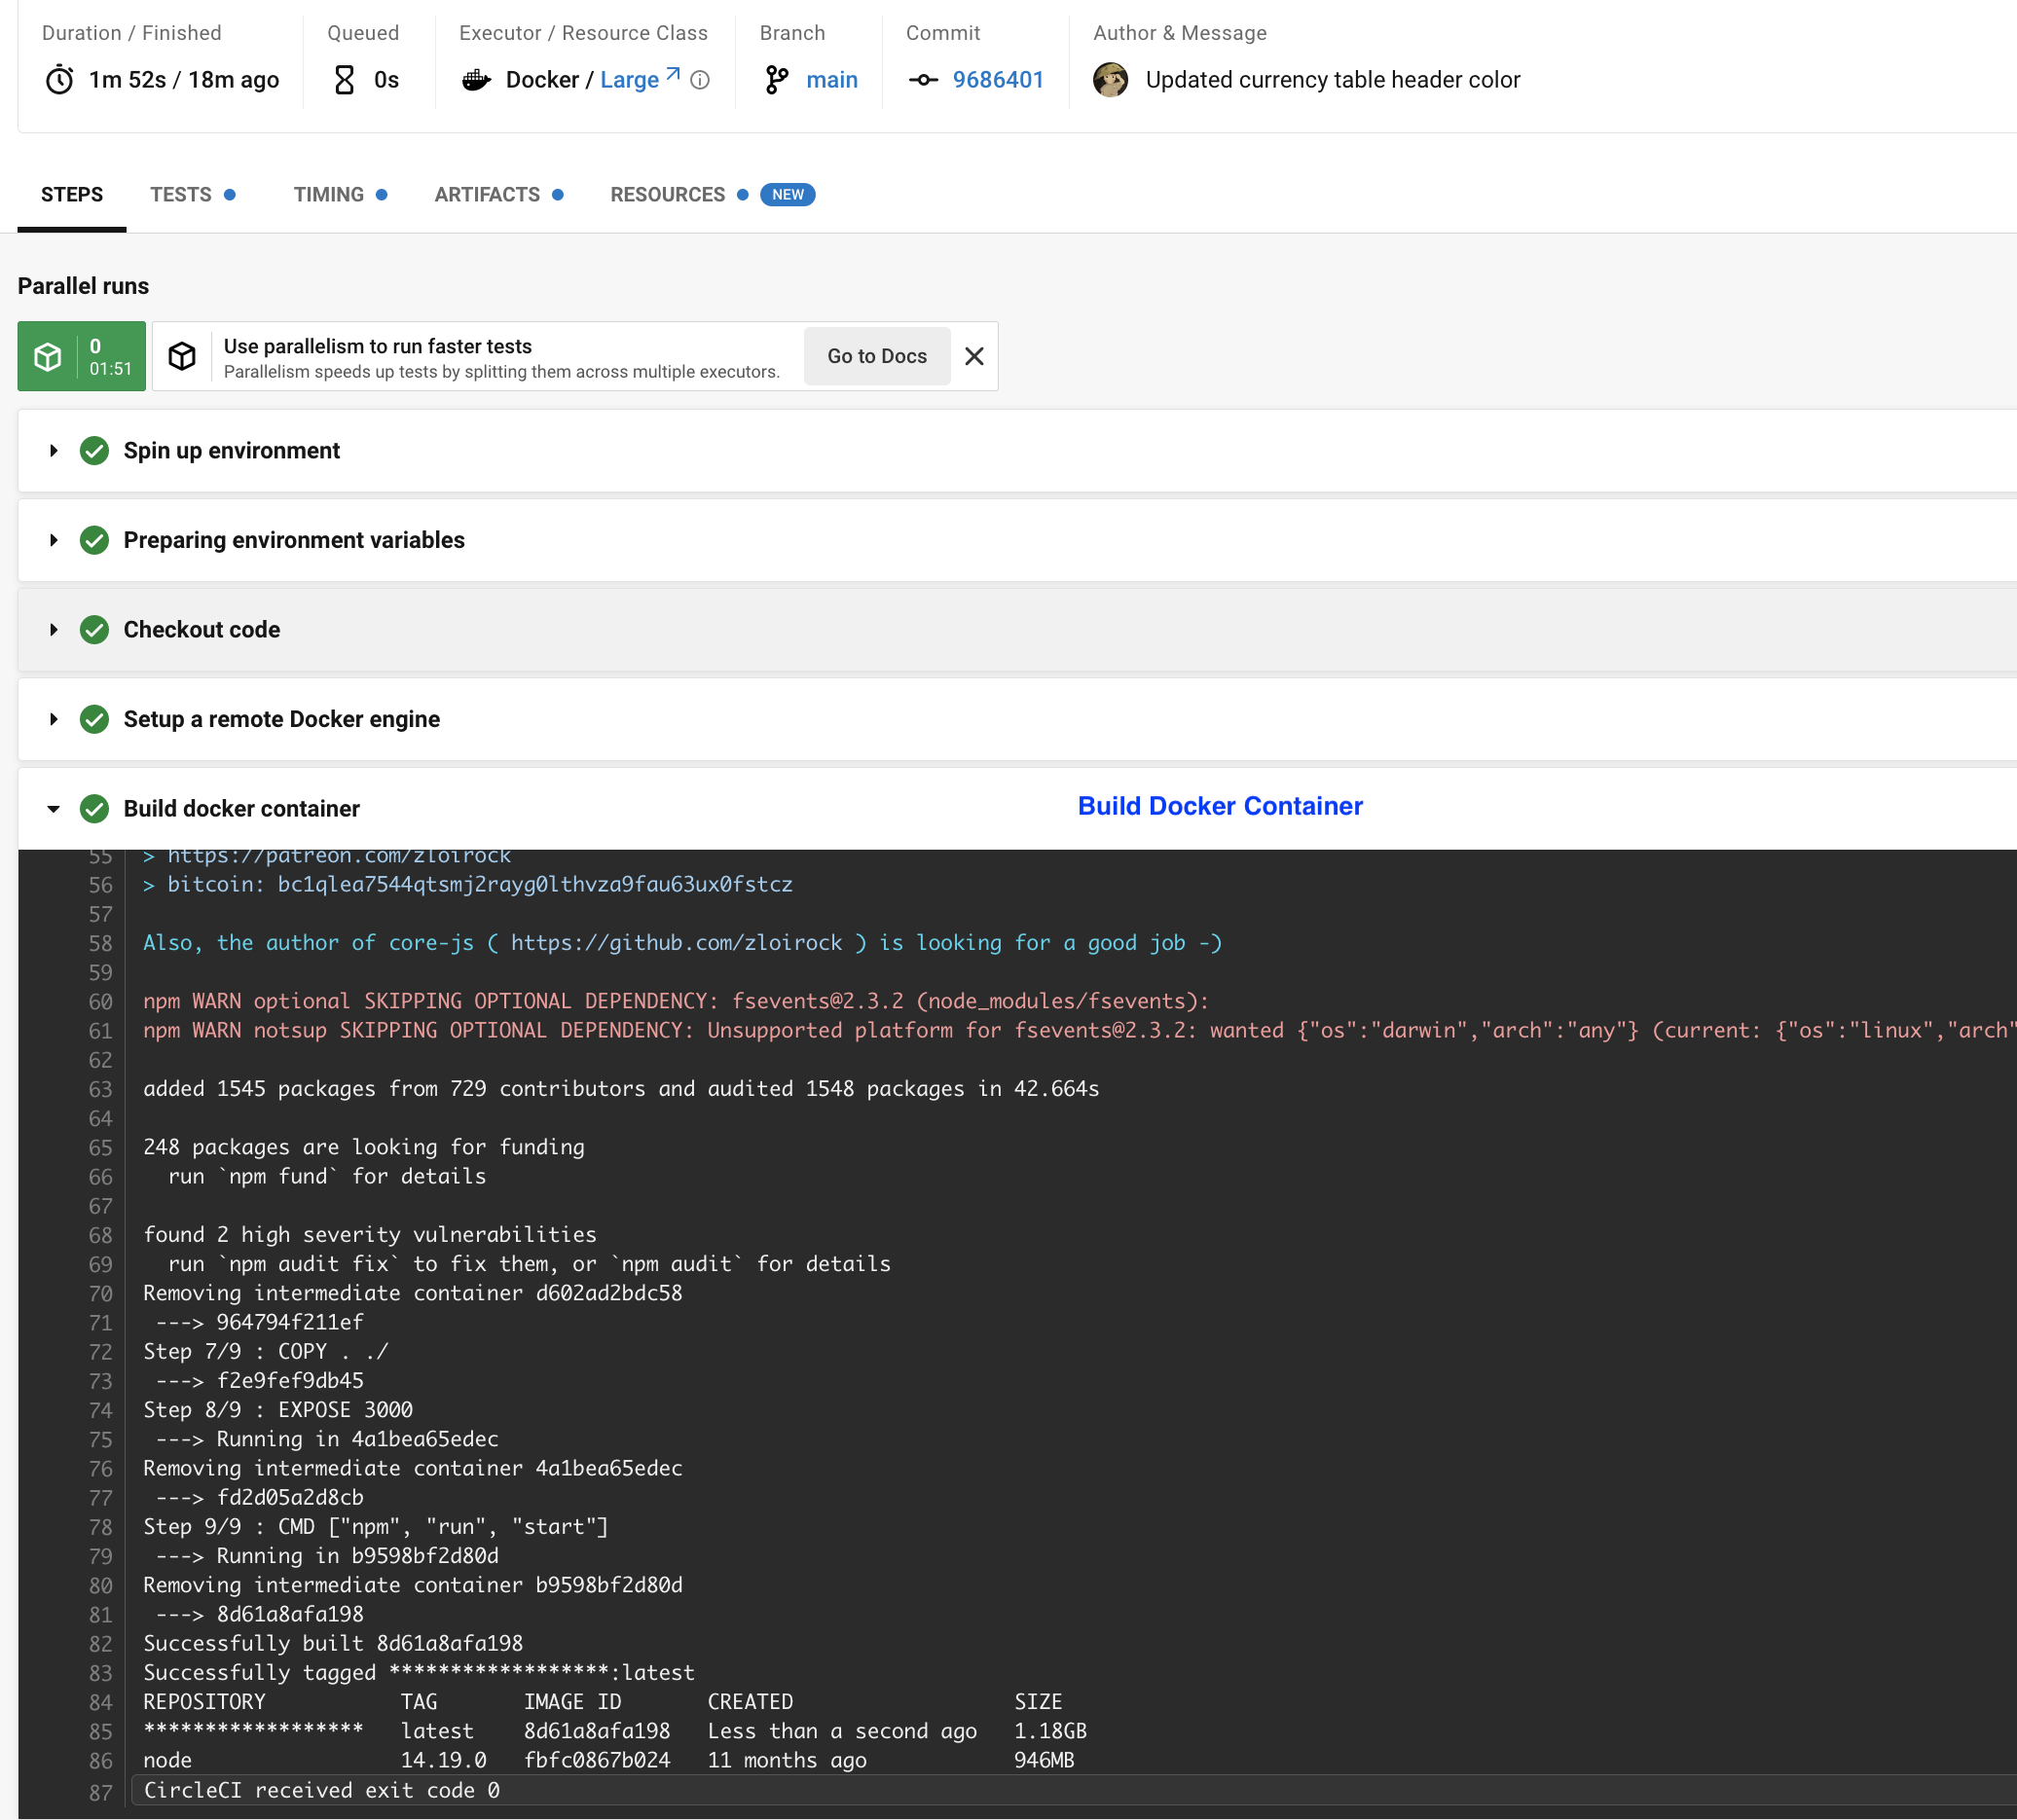 Duration / Finished
1m 52s / 18m ago
Queued
0s
Executor / Resource Class
Docker / Large
Branch
main
Commit
9686401
Author & Message
Updated currency table header color
STEPS
TESTS
TIMING
ARTIFACTS
RESOURCES
NEW
Parallel runs
0
01:51
Use parallelism to run faster tests
Parallelism speeds up tests by splitting them across multiple executors.
Go to Docs
Spin up environment
Preparing environment variables
Checkout code
Setup a remote Docker engine
Build docker container
Build Docker Container
55 > https://patreon.com/zloirock
56 > bitcoin: bc1qlea7544qtsmj2rayg0lthvza9fau63ux0fstcz
57
58 Also, the author of core-js ( https://github.com/zloirock ) is looking for a good job -)
59
60 npm WARN optional SKIPPING OPTIONAL DEPENDENCY: fsevents@2.3.2 (node_modules/fsevents):
61 npm WARN notsup SKIPPING OPTIONAL DEPENDENCY: Unsupported platform for fsevents@2.3.2: wanted {"os":"darwin","arch":"any"} (current: {"os":"linux","arch"
62
63 added 1545 packages from 729 contributors and audited 1548 packages in 42.664s
64
65 248 packages are looking for funding
66   run `npm fund` for details
67
68 found 2 high severity vulnerabilities
69   run `npm audit fix` to fix them, or `npm audit` for details
70 Removing intermediate container d602ad2bdc58
71  ---> 964794f211ef
72 Step 7/9 : COPY . ./
73  ---> f2e9fef9db45
74 Step 8/9 : EXPOSE 3000
75  ---> Running in 4a1bea65edec
76 Removing intermediate container 4a1bea65edec
77  ---> fd2d05a2d8cb
78 Step 9/9 : CMD ["npm", "run", "start"]
79  ---> Running in b9598bf2d80d
80 Removing intermediate container b9598bf2d80d
81  ---> 8d61a8afa198
82 Successfully built 8d61a8afa198
83 Successfully tagged ******************:latest
84 REPOSITORY           TAG       IMAGE ID       CREATED                  SIZE
85 ******************   latest    8d61a8afa198   Less than a second ago   1.18GB
86 node                 14.19.0   fbfc0867b024   11 months ago            946MB
87 CircleCI received exit code 0